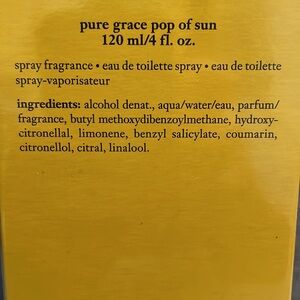 pure grace pop of sun
120 ml/4 fl. oz.
spray fragrance • eau de toilette spray • eau de toilette
spray-vaporisateur
ingredients: alcohol denat., aqua/water/eau, parfum/
fragrance, butyl methoxydibenzoylmethane, hydroxy-
citronellal, limonene, benzyl salicylate, coumarin,
citronellol, citral, linalool.